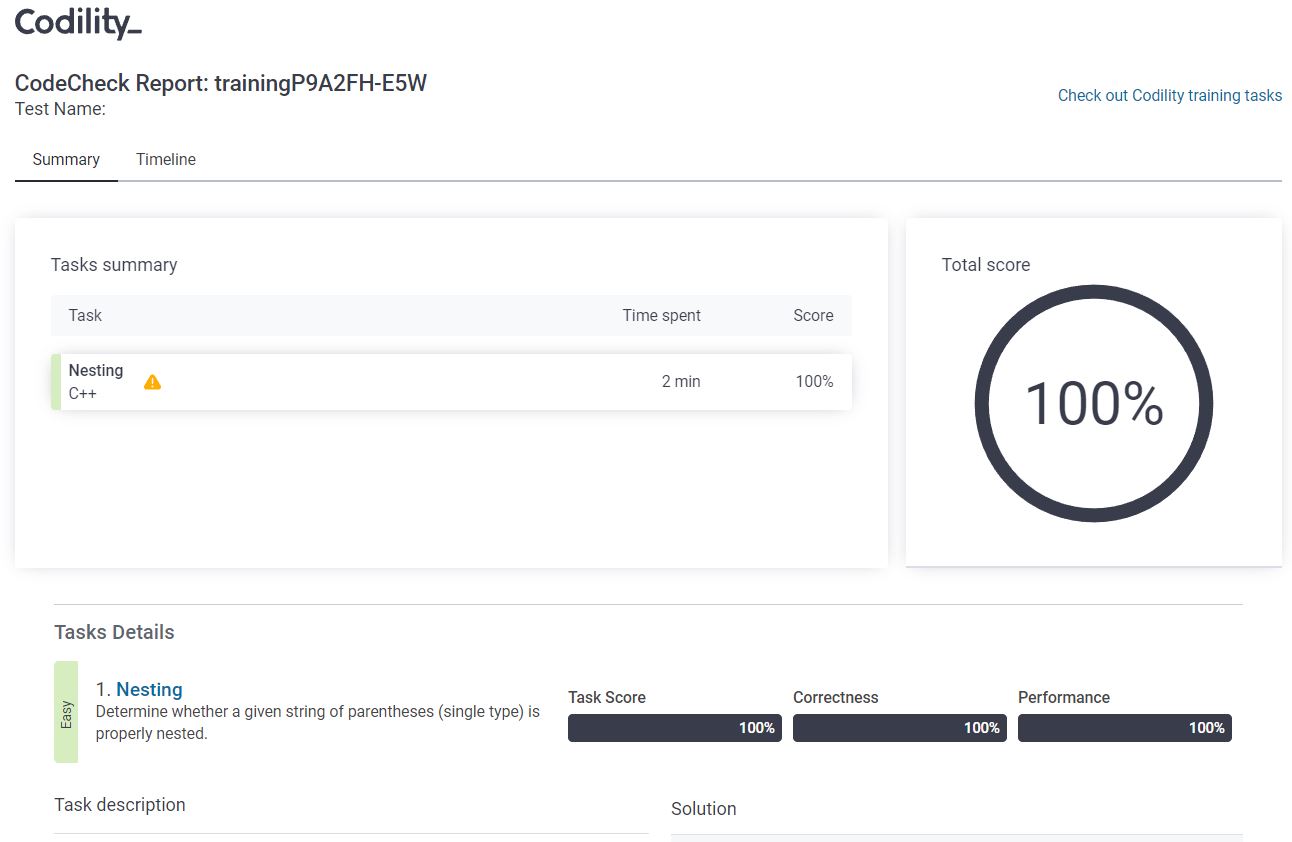 Codility_
CodeCheck Report: trainingP9A2FH-E5W
Test Name:
Check out Codility training tasks
Summary
Timeline
Tasks summary
Task
Time spent
Score
Nesting
C++
2 min
100%
Total score
100%
Tasks Details
Easy
1. Nesting
Determine whether a given string of parentheses (single type) is
properly nested.
Task Score
100%
Correctness
100%
Performance
100%
Task description
Solution